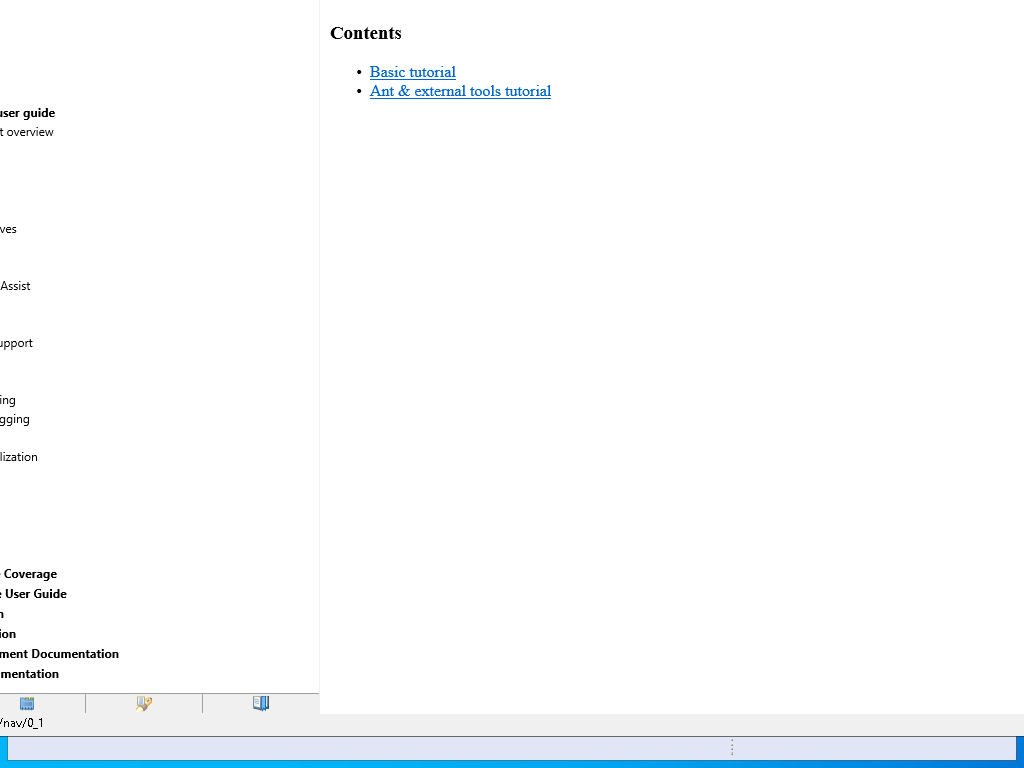 Contents
Basic tutorial
Ant & external tools tutorial
user guide
t overview
ves
Assist
upport
ing
gging
lization
Coverage
User Guide
ion
ment Documentation
mentation
/nav/0_1